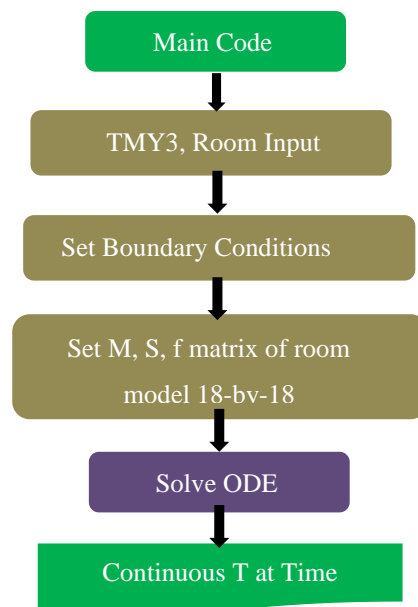 Main Code
TMY3, Room Input
Set Boundary Conditions
Set M, S, f matrix of room
model 18-bv-18
Solve ODE
Continuous T at Time